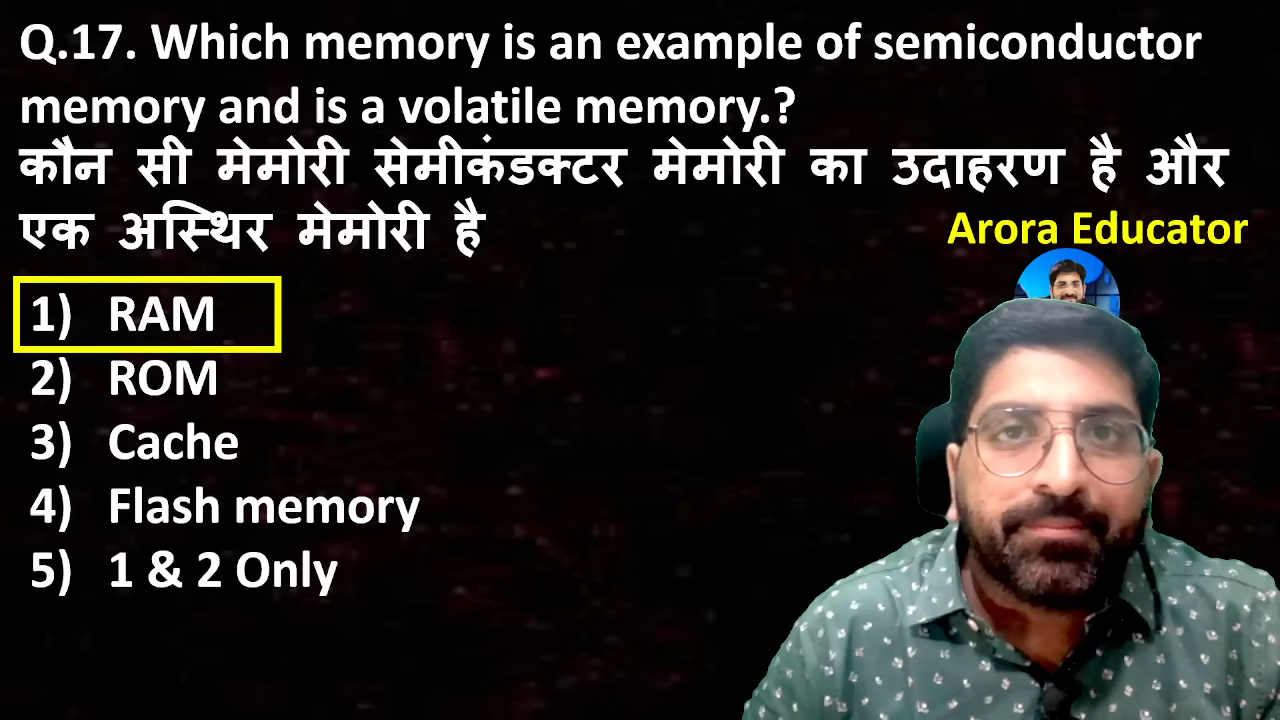 Q.17. Which memory is an example of semiconductor
memory and is a volatile memory.?
कौन सी मेमोरी सेमीकंडक्टर मेमोरी का उदाहरण है और
एक अस्थिर मेमोरी है
Arora Educator
1) RAM
2) ROM
3) Cache
4) Flash memory
5) 1 & 2 Only